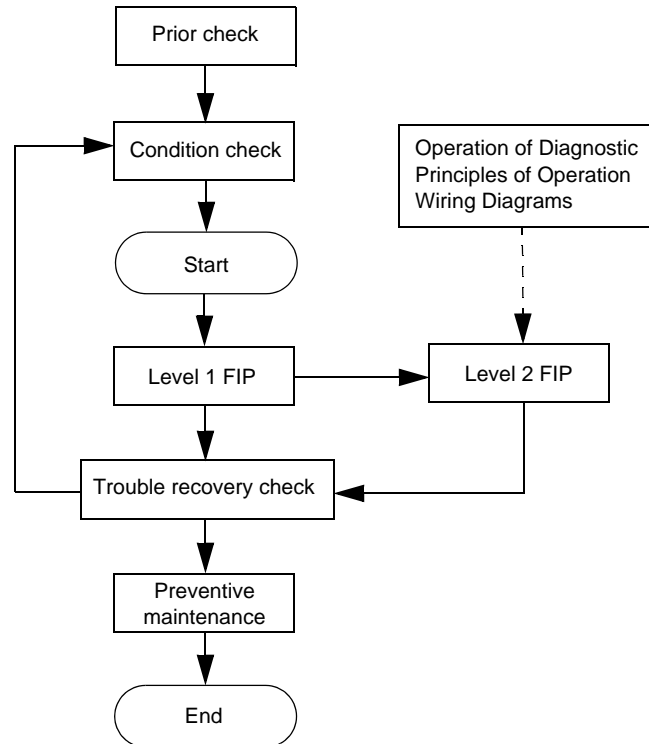 Prior check
Condition check
Operation of Diagnostic
Principles of Operation
Wiring Diagrams
Start
Level 1 FIP
Level 2 FIP
Trouble recovery check
Preventive
maintenance
End